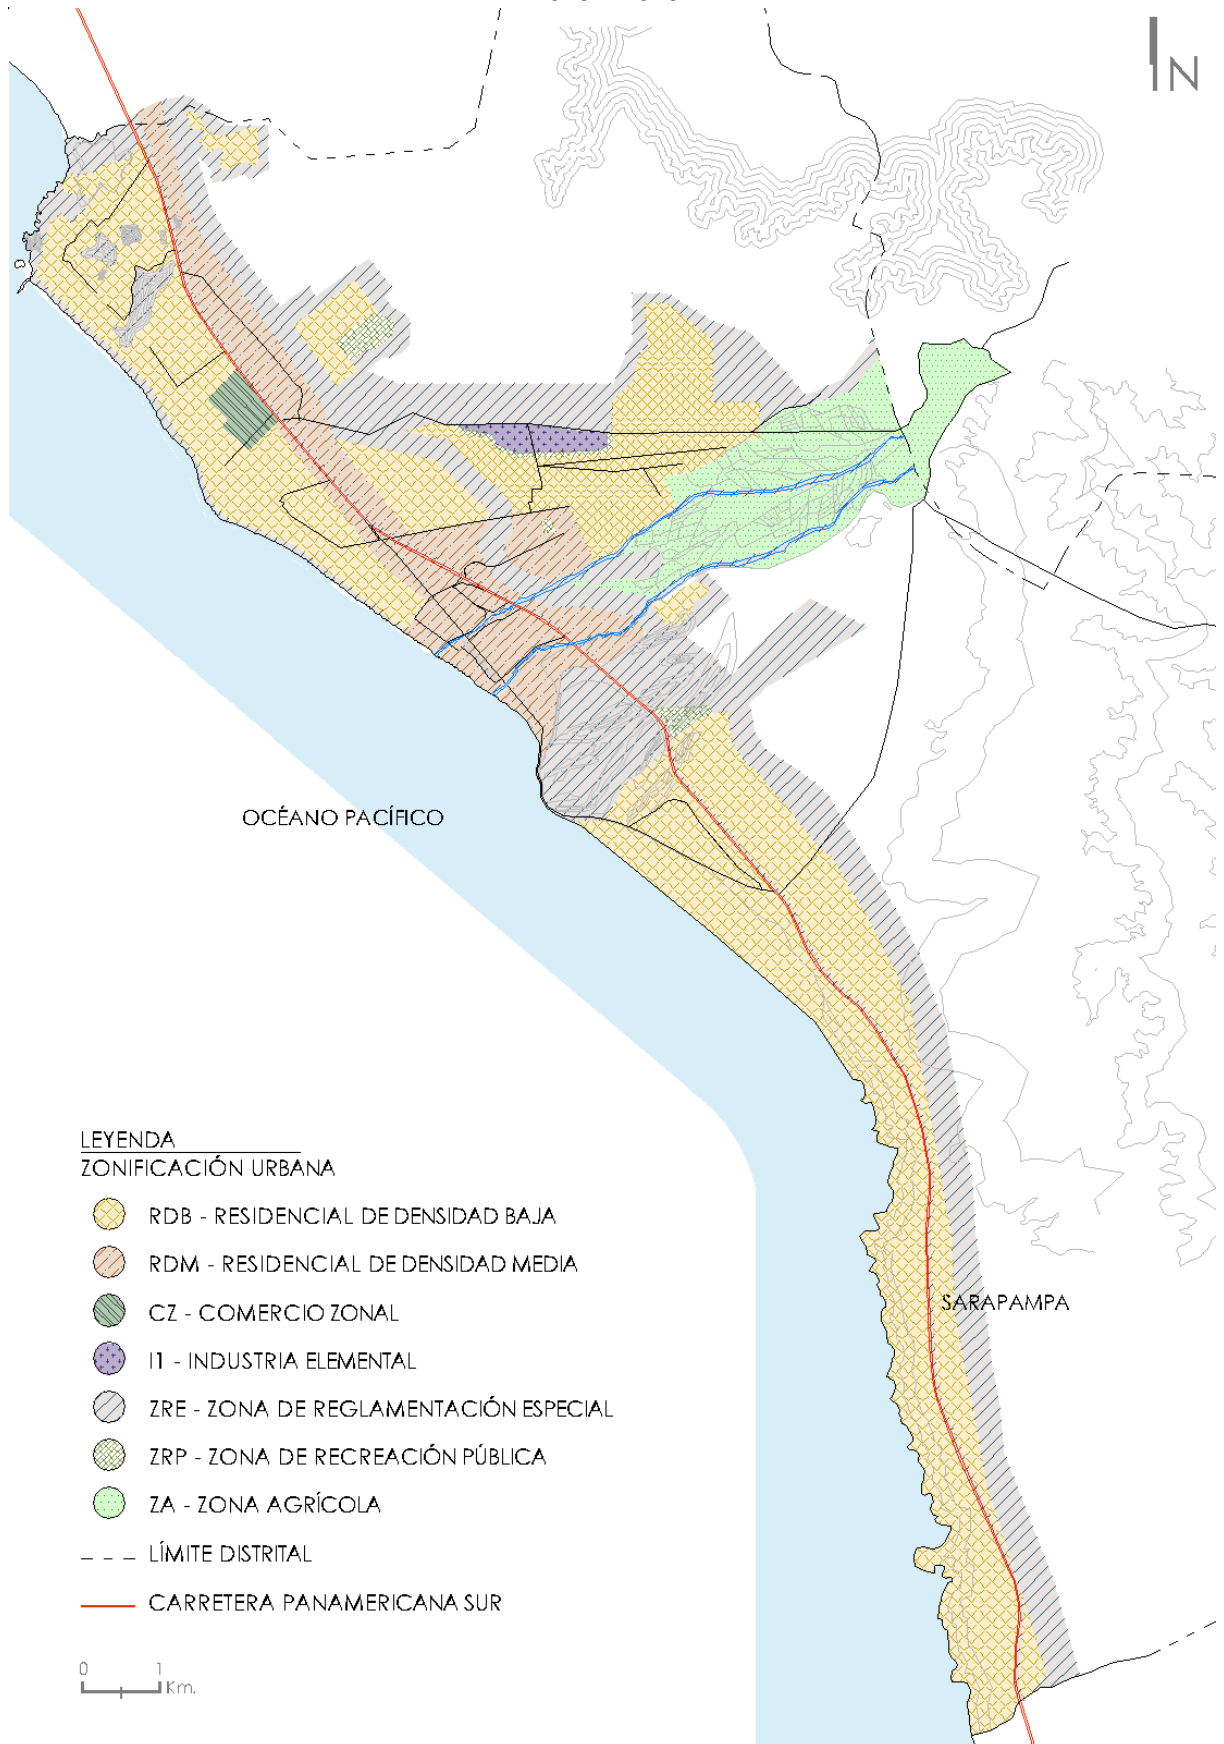 N
OCÉANO PACÍFICO
SARAPAMPA
LEYENDA
ZONIFICACIÓN URBANA
RDB - RESIDENCIAL DE DENSIDAD BAJA
RDM - RESIDENCIAL DE DENSIDAD MEDIA
CZ - COMERCIO ZONAL
I1 - INDUSTRIA ELEMENTAL
ZRE - ZONA DE REGLAMENTACIÓN ESPECIAL
ZRP - ZONA DE RECREACIÓN PÚBLICA
ZA - ZONA AGRÍCOLA
LÍMITE DISTRITAL
CARRETERA PANAMERICANA SUR
0 1
Km.